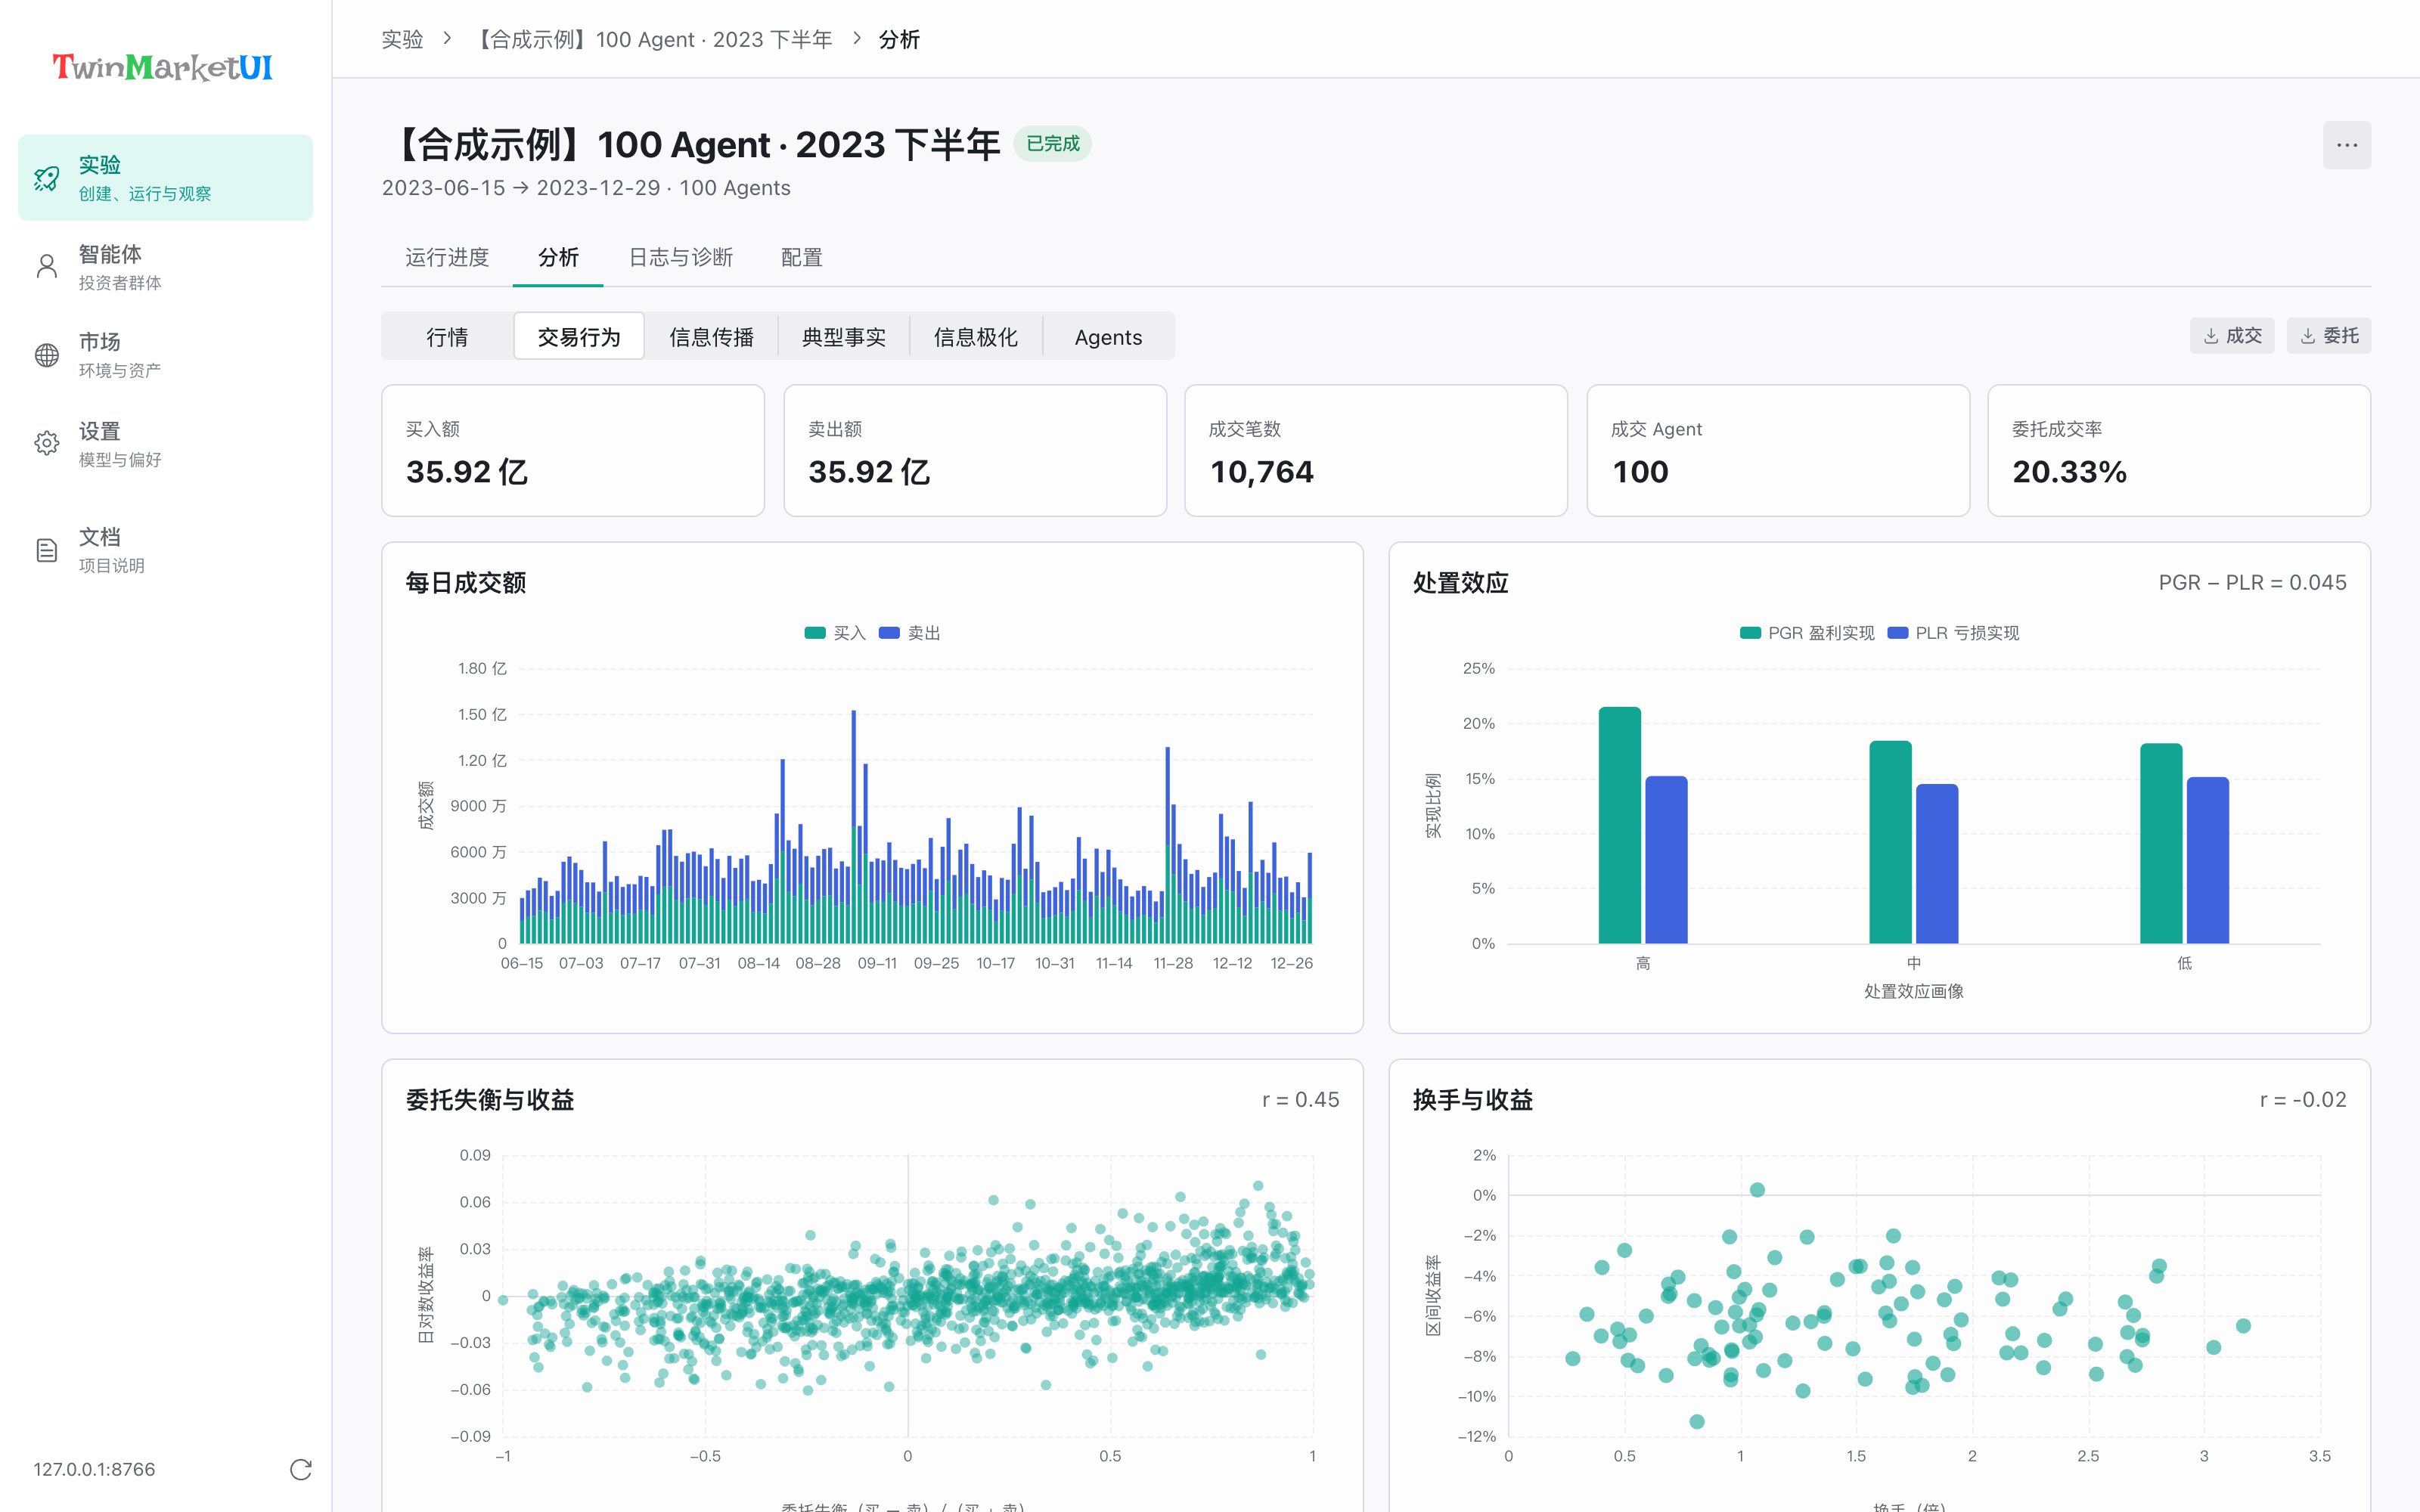 TwinMarketUI
实验
创建、运行与观察
智能体
投资者群体
市场
环境与资产
设置
模型与偏好
文档
项目说明
127.0.0.1:8766
实验 > 【合成示例】100 Agent · 2023 下半年 > 分析
【合成示例】100 Agent · 2023 下半年 已完成
2023-06-15 → 2023-12-29 · 100 Agents
运行进度 分析 日志与诊断 配置
行情 交易行为 信息传播 典型事实 信息极化 Agents
成交 委托
买入额
35.92 亿
卖出额
35.92 亿
成交笔数
10,764
成交 Agent
100
委托成交率
20.33%
每日成交额
买入 卖出
成交额
1.80 亿
1.50 亿
1.20 亿
9000 万
6000 万
3000 万
0
06-15 07-03 07-17 07-31 08-14 08-28 09-11 09-25 10-17 10-31 11-14 11-28 12-12 12-26
处置效应
PGR − PLR = 0.045
PGR 盈利实现 PLR 亏损实现
实现比例
25%
20%
15%
10%
5%
0%
高 中 低
处置效应画像
委托失衡与收益
r = 0.45
日对数收益率
0.09
0.06
0.03
0
−0.03
−0.06
−0.09
−1 −0.5 0 0.5 1
委托失衡（买 − 卖）/（买 + 卖）
换手与收益
r = -0.02
区间收益率
2%
0%
−2%
−4%
−6%
−8%
−10%
−12%
0 0.5 1 1.5 2 2.5 3 3.5
换手（倍）